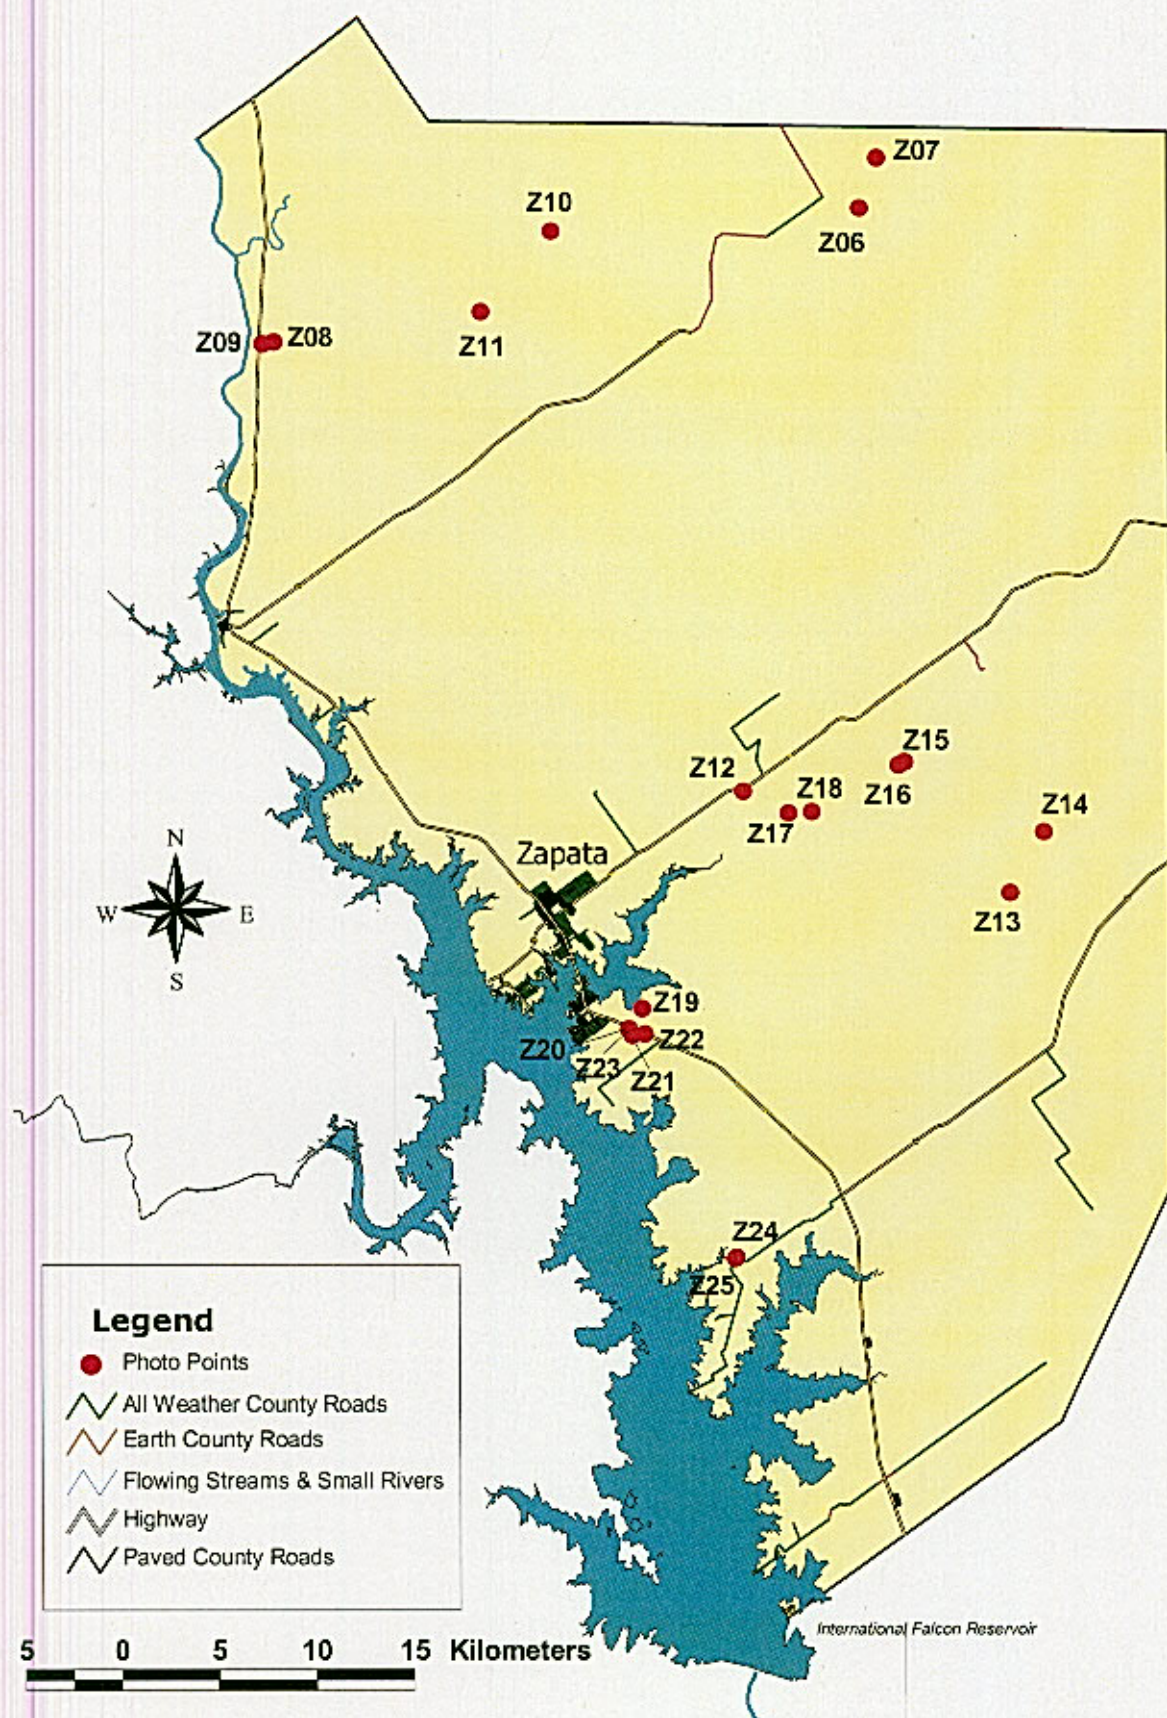 Z07
Z10
Z06
Z09
Z08
Z11
Z15
Z12
Z16
Z18
Z17
Z14
Zapata
N
W
E
S
Z13
Z19
Z20
Z22
Z23
Z21
Z24
Z25
Legend
Photo Points
All Weather County Roads
Earth County Roads
Flowing Streams & Small Rivers
Highway
Paved County Roads
International Falcon Reservoir
5 0 5 10 15 Kilometers